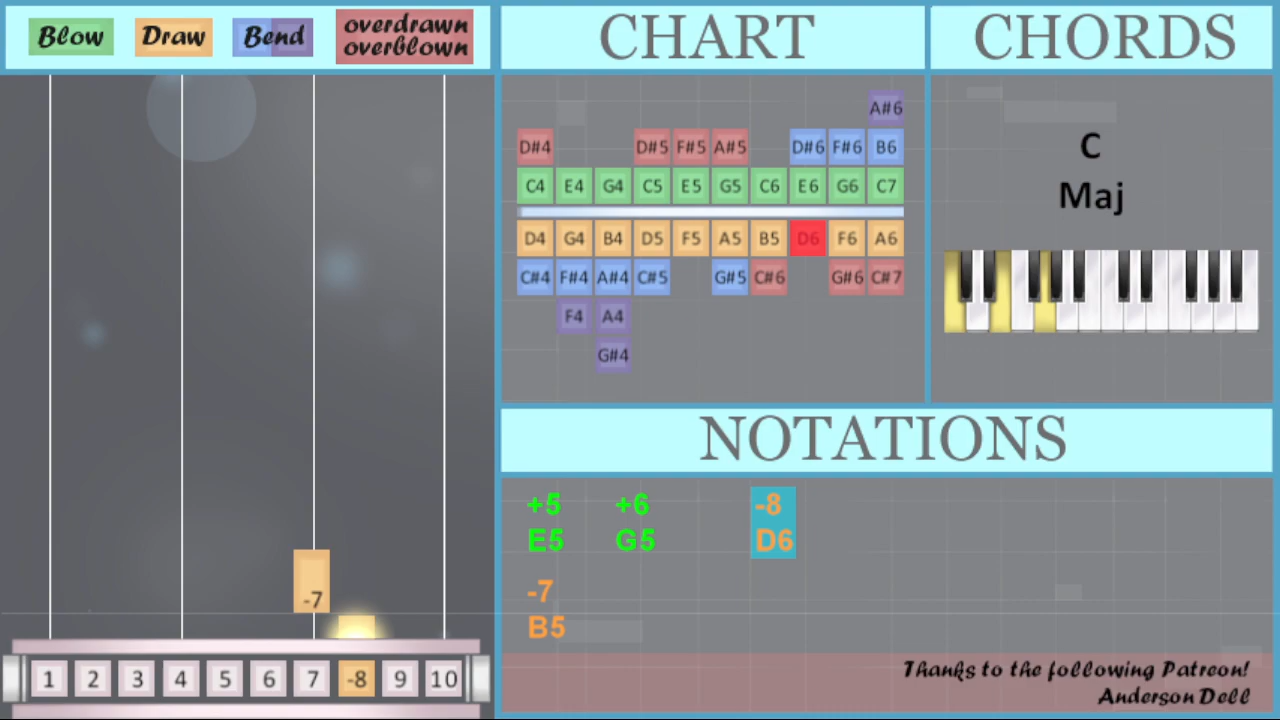 Blow Draw Bend overdrawn
overblown
CHART
CHORDS
A#6
D#4 D#5 F#5 A#5 D#6 F#6 B6
C4 E4 G4 C5 E5 G5 C6 E6 G6 C7
D4 G4 B4 D5 F5 A5 B5 D6 F6 A6
C#4 F#4 A#4 C#5 G#5 C#6 G#6 C#7
F4 A4
G#4
C
Maj
NOTATIONS
+5 +6 -8
E5 G5 D6
-7
B5
-7
1 2 3 4 5 6 7 -8 9 10
Thanks to the following Patreon!
Anderson Dell